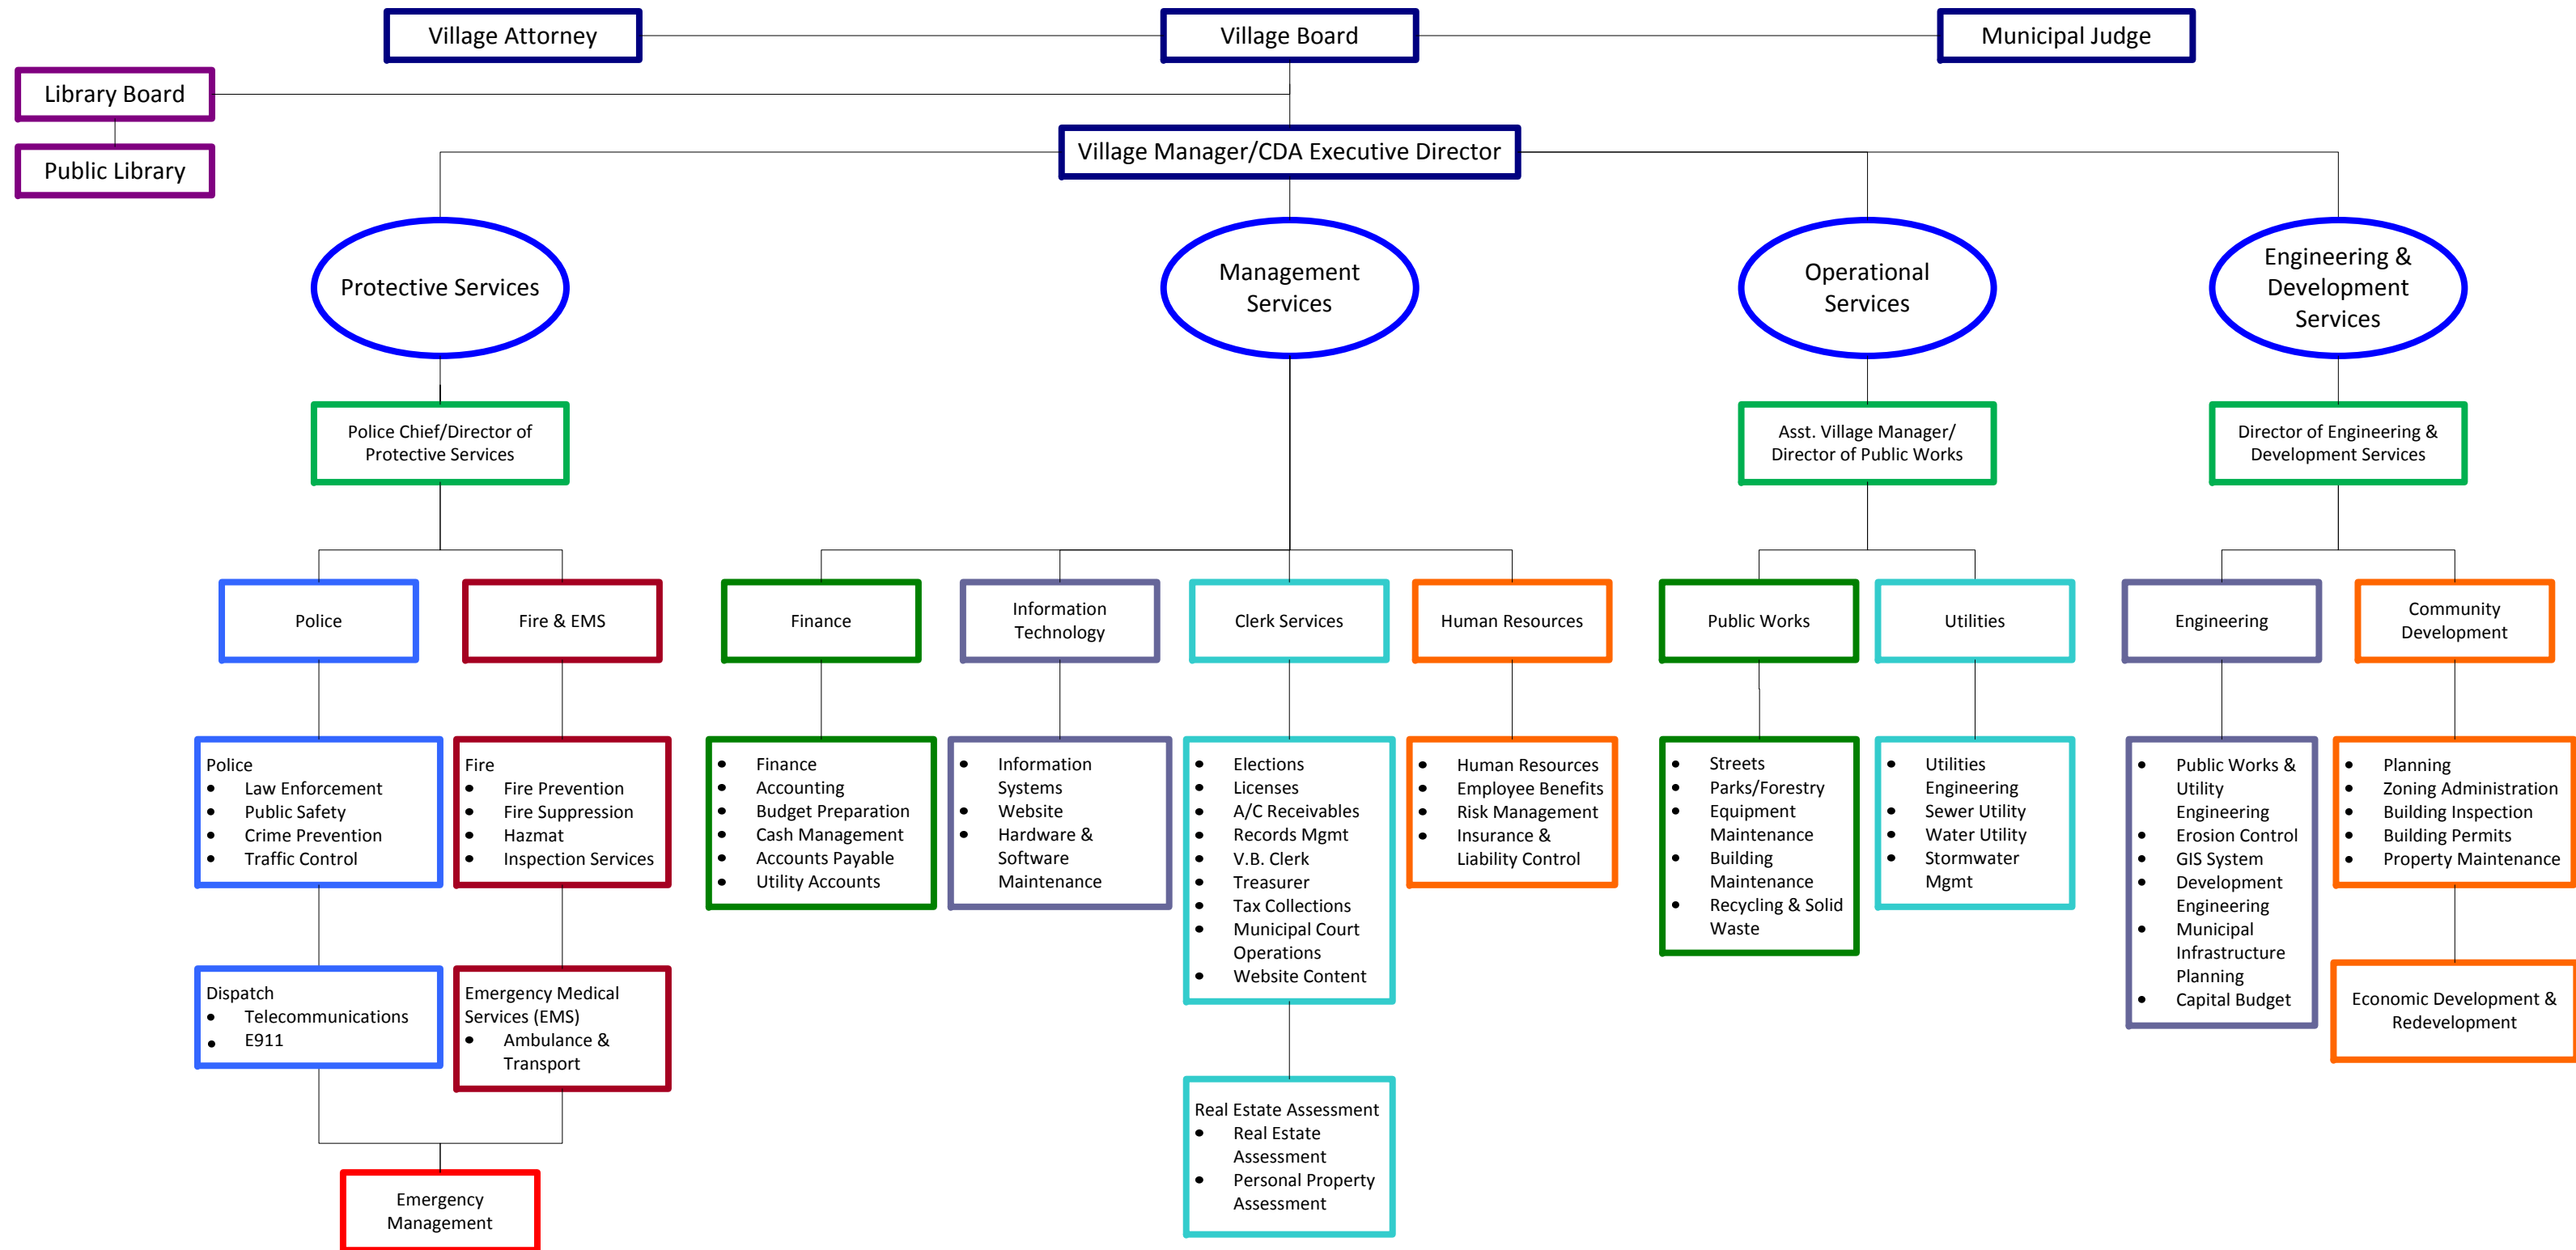 Village Attorney
Village Board
Municipal Judge
Library Board
Public Library
Village Manager/CDA Executive Director
Protective Services
Management
Services
Operational
Services
Engineering &
Development
Services
Police Chief/Director of
Protective Services
Asst. Village Manager/
Director of Public Works
Director of Engineering &
Development Services
Police
Fire & EMS
Finance
Information
Technology
Clerk Services
Human Resources
Public Works
Utilities
Engineering
Community
Development
Police
• Law Enforcement
• Public Safety
• Crime Prevention
• Traffic Control
Fire
• Fire Prevention
• Fire Suppression
• Hazmat
• Inspection Services
• Finance
• Accounting
• Budget Preparation
• Cash Management
• Accounts Payable
• Utility Accounts
• Information
Systems
• Website
• Hardware &
Software
Maintenance
• Elections
• Licenses
• A/C Receivables
• Records Mgmt
• V.B. Clerk
• Treasurer
• Tax Collections
• Municipal Court
Operations
• Website Content
• Human Resources
• Employee Benefits
• Risk Management
• Insurance &
Liability Control
• Streets
• Parks/Forestry
• Equipment
Maintenance
• Building
Maintenance
• Recycling & Solid
Waste
• Utilities
Engineering
• Sewer Utility
• Water Utility
• Stormwater
Mgmt
• Public Works &
Utility
Engineering
• Erosion Control
• GIS System
• Development
Engineering
• Municipal
Infrastructure
Planning
• Capital Budget
• Planning
• Zoning Administration
• Building Inspection
• Building Permits
• Property Maintenance
Dispatch
• Telecommunications
• E911
Emergency Medical
Services (EMS)
• Ambulance &
Transport
Economic Development &
Redevelopment
Real Estate Assessment
• Real Estate
Assessment
• Personal Property
Assessment
Emergency
Management